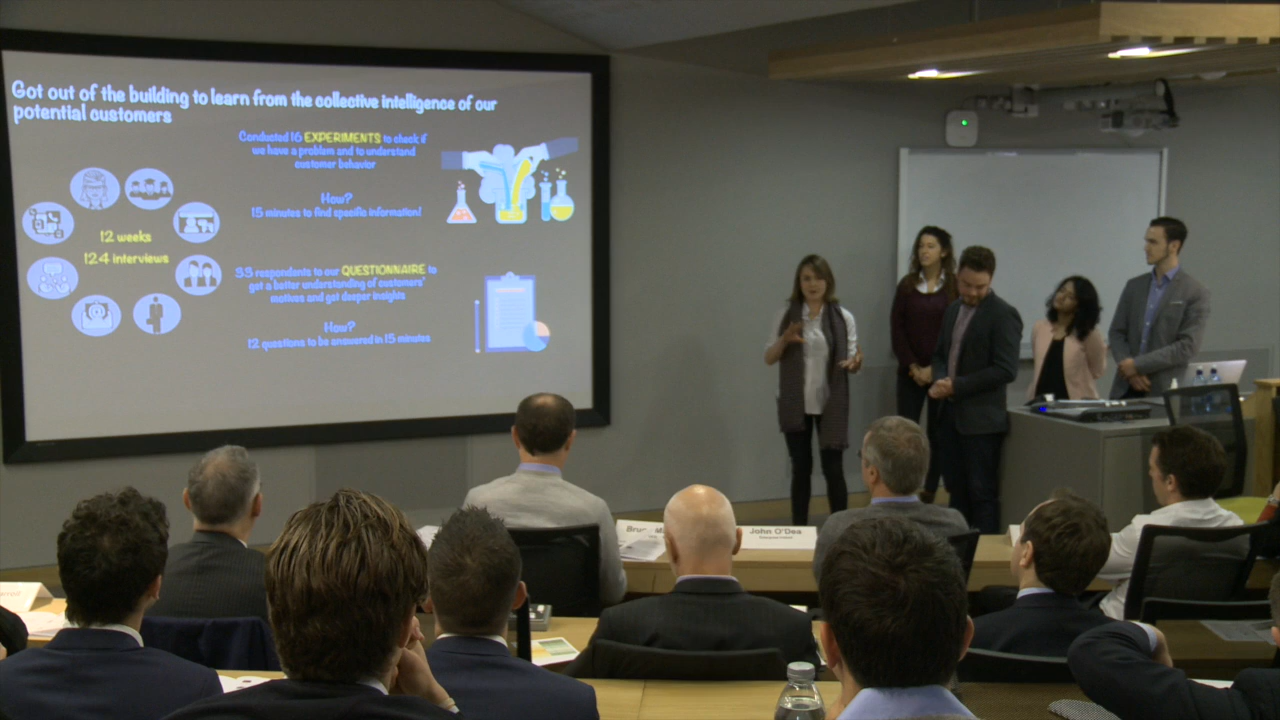 Got out of the building to learn from the collective intelligence of our
potential customers
Conducted 16 EXPERIMENTS to check if
we have a problem and to understand
customer behavior
How?
15 minutes to find specific information!
12 weeks
124 interviews
33 respondents to our QUESTIONNAIRE to
get a better understanding of customers'
motives and get deeper insights
How?
12 questions to be answered in 15 minutes
John O'Dea